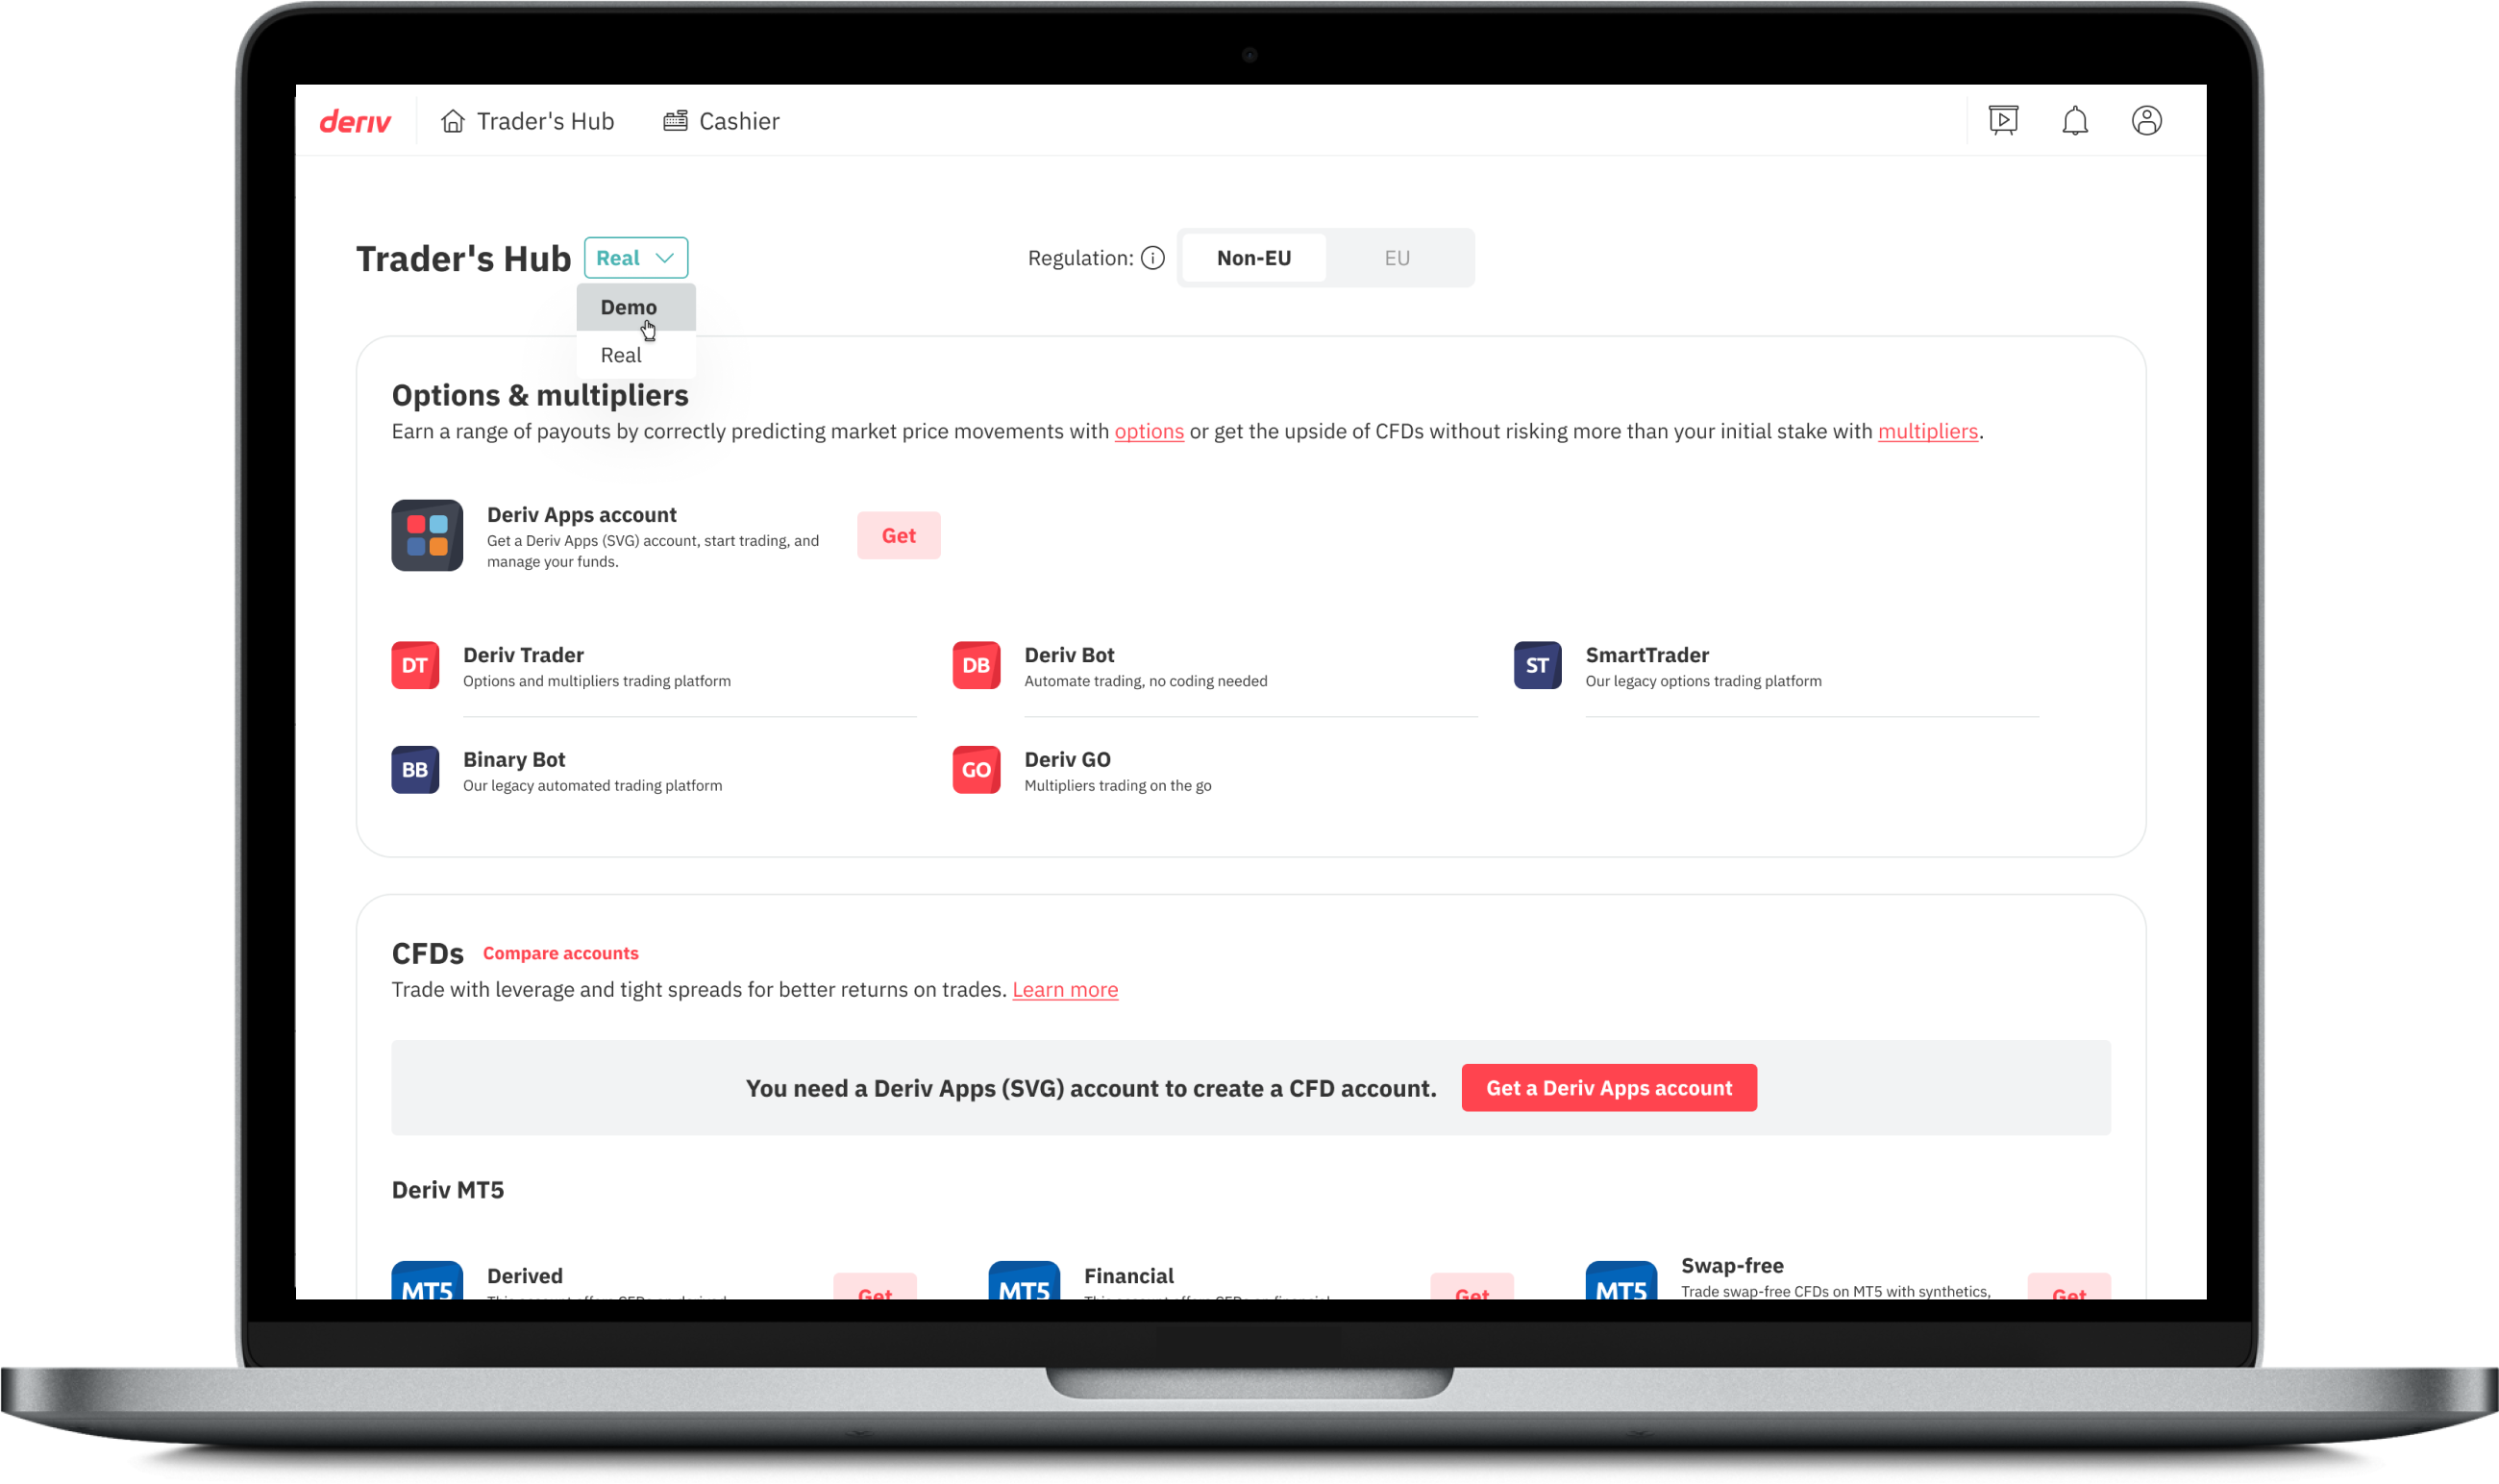 deriv
Trader's Hub
Cashier
Trader's Hub
Real
Demo
Real
Regulation:
Non-EU
EU
Options & multipliers
Earn a range of payouts by correctly predicting market price movements with options or get the upside of CFDs without risking more than your initial stake with multipliers.
Deriv Apps account
Get a Deriv Apps (SVG) account, start trading, and
manage your funds.
Get
DT
Deriv Trader
Options and multipliers trading platform
DB
Deriv Bot
Automate trading, no coding needed
ST
SmartTrader
Our legacy options trading platform
BB
Binary Bot
Our legacy automated trading platform
GO
Deriv GO
Multipliers trading on the go
CFDs
Compare accounts
Trade with leverage and tight spreads for better returns on trades. Learn more
You need a Deriv Apps (SVG) account to create a CFD account.
Get a Deriv Apps account
Deriv MT5
MT5
Derived
Get
MT5
Financial
Get
MT5
Swap-free
Trade swap-free CFDs on MT5 with synthetics,
Get